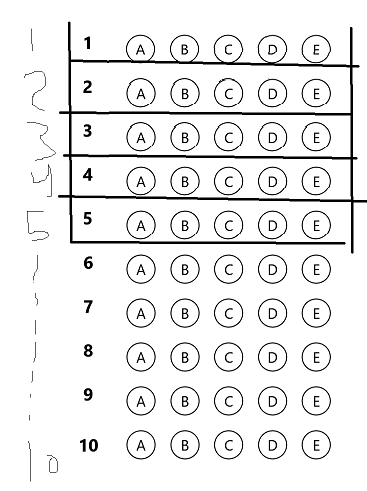 1 1 A B C D E
2 2 A B C D E
3 3 A B C D E
4 4 A B C D E
5 5 A B C D E
6 A B C D E
7 A B C D E
8 A B C D E
9 A B C D E
10 10 A B C D E